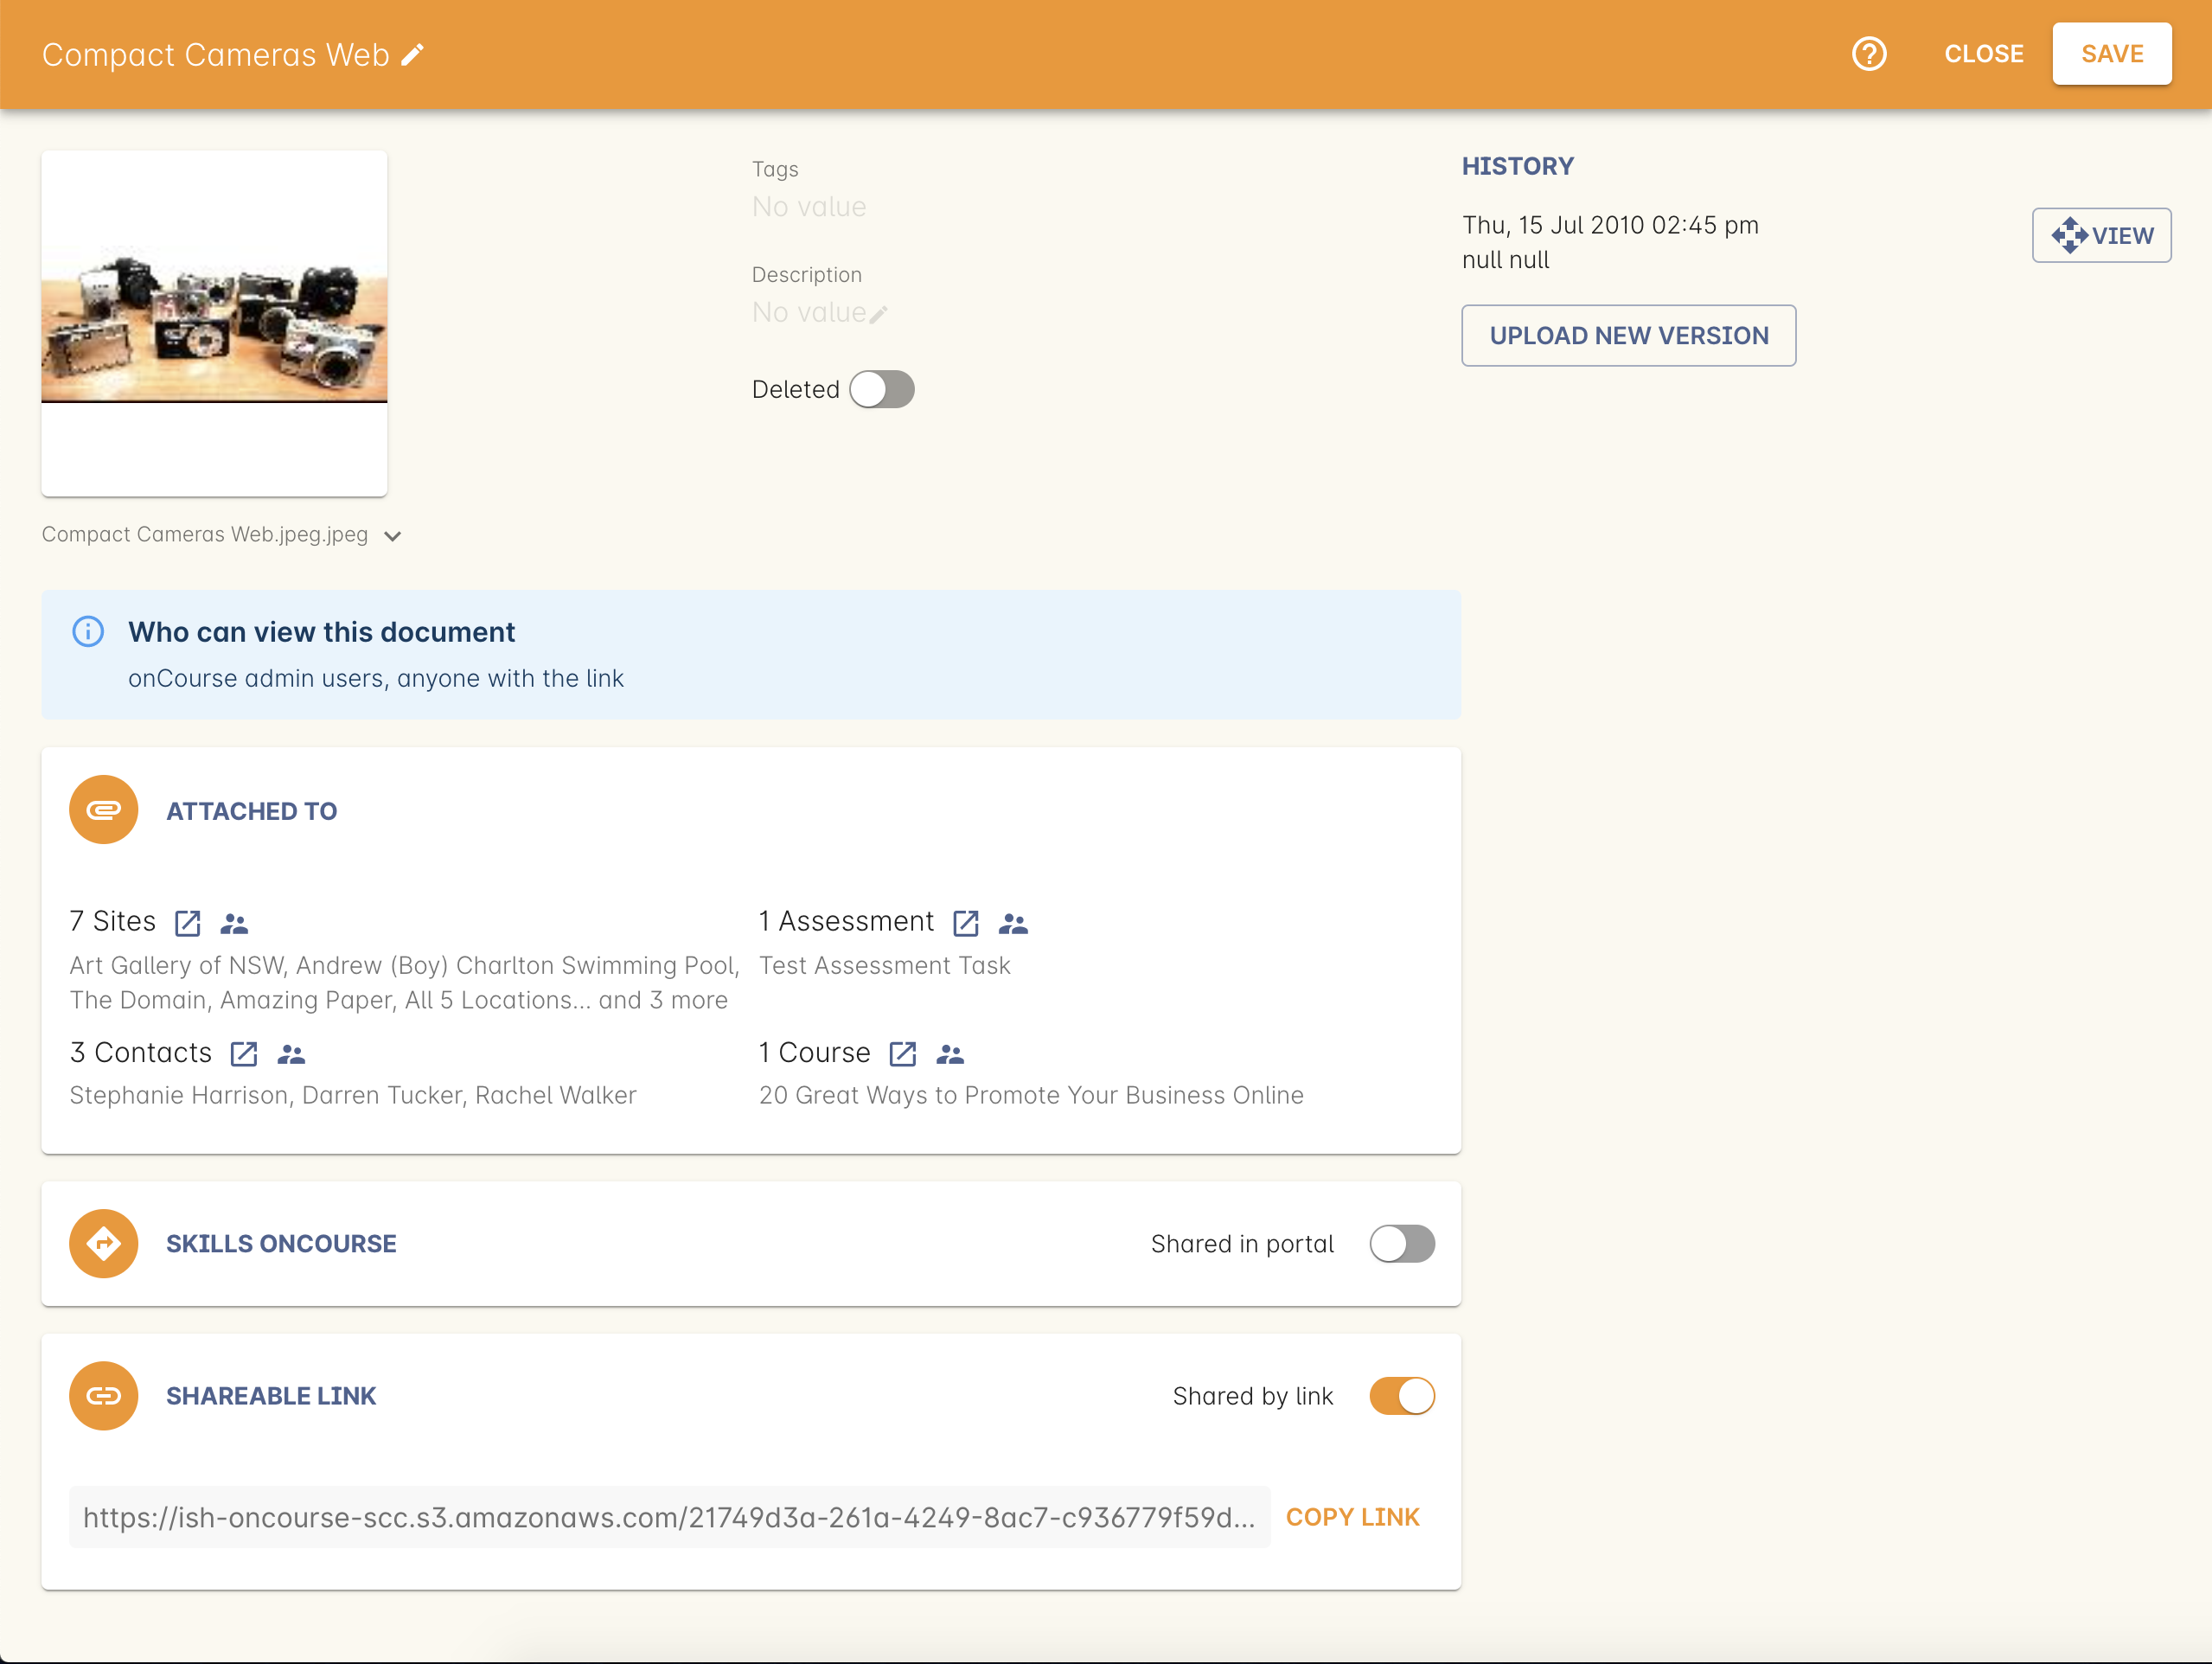 Compact Cameras Web
CLOSE
SAVE
Tags
No value
Description
No value
Deleted
HISTORY
Thu, 15 Jul 2010 02:45 pm
null null
VIEW
UPLOAD NEW VERSION
Compact Cameras Web.jpeg.jpeg
Who can view this document
onCourse admin users, anyone with the link
ATTACHED TO
7 Sites
Art Gallery of NSW, Andrew (Boy) Charlton Swimming Pool,
The Domain, Amazing Paper, All 5 Locations... and 3 more
1 Assessment
Test Assessment Task
3 Contacts
Stephanie Harrison, Darren Tucker, Rachel Walker
1 Course
20 Great Ways to Promote Your Business Online
SKILLS ONCOURSE
Shared in portal
SHAREABLE LINK
Shared by link
https://ish-oncourse-scc.s3.amazonaws.com/21749d3a-261a-4249-8ac7-c936779f59d...
COPY LINK